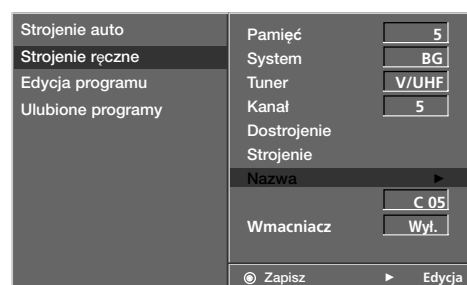 Strojenie auto
Strojenie ręczne
Edycja programu
Ulubione programy
Pamięć 5
System BG
Tuner V/UHF
Kanał 5
Dostrojenie
Strojenie
Nazwa ►
C 05
Wmacniacz Wył.
Zapisz ► Edycja